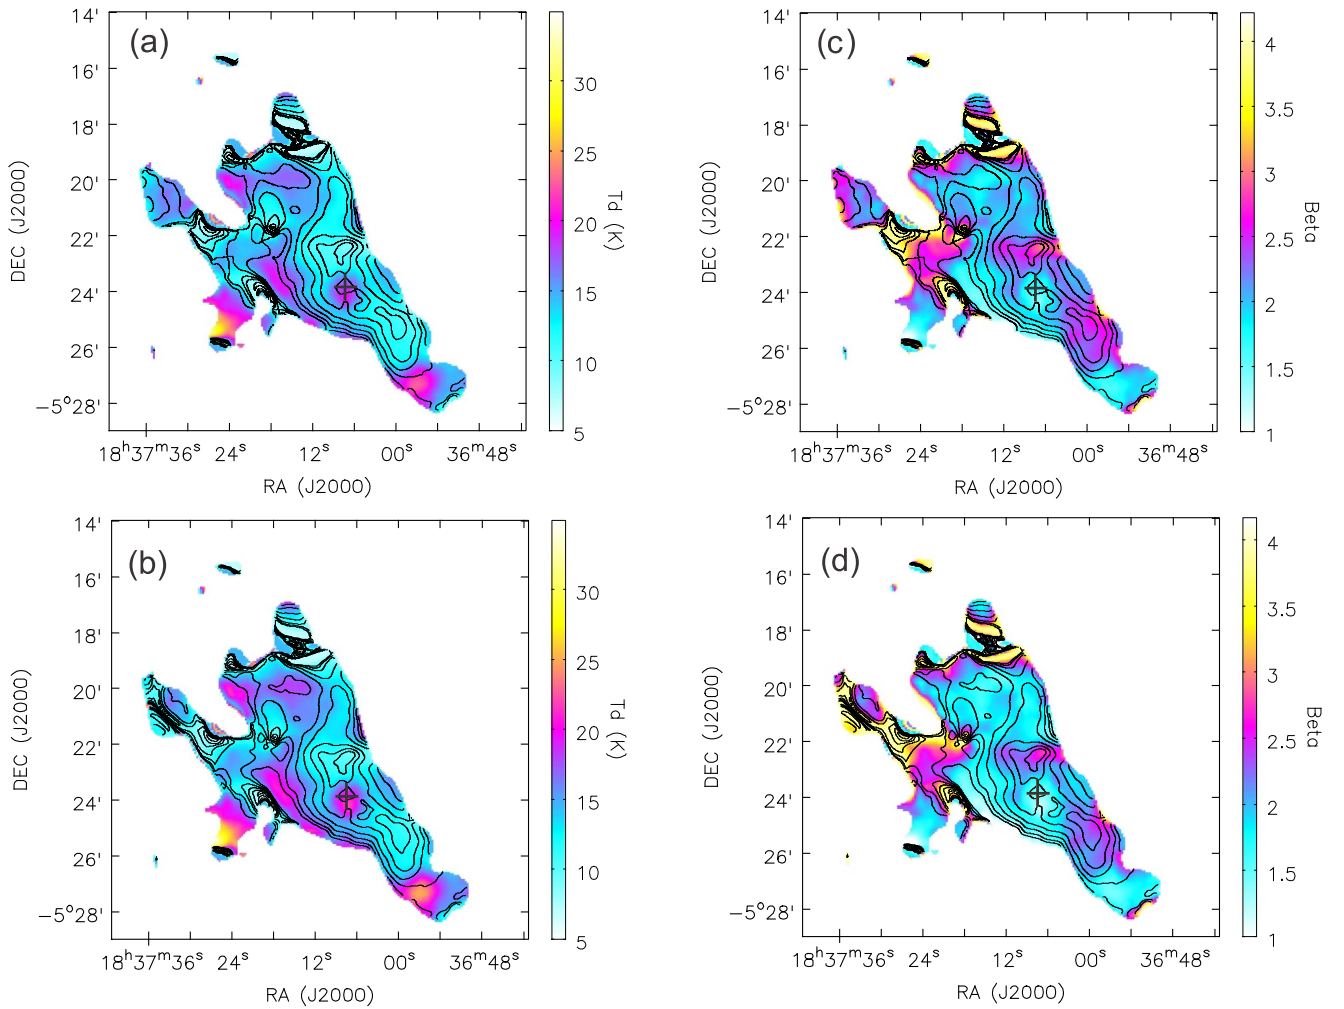 (a)
14'
16'
18'
20'
22'
24'
26'
−5°28'
DEC (J2000)
18ʰ37ᵐ36ˢ 24ˢ 12ˢ 00ˢ 36ᵐ48ˢ
RA (J2000)
30
25
20
15
10
5
Td (K)
(c)
14'
16'
18'
20'
22'
24'
26'
−5°28'
DEC (J2000)
18ʰ37ᵐ36ˢ 24ˢ 12ˢ 00ˢ 36ᵐ48ˢ
RA (J2000)
4
3.5
3
2.5
2
1.5
1
Beta
(b)
14'
16'
18'
20'
22'
24'
26'
−5°28'
DEC (J2000)
18ʰ37ᵐ36ˢ 24ˢ 12ˢ 00ˢ 36ᵐ48ˢ
RA (J2000)
30
25
20
15
10
5
Td (K)
(d)
14'
16'
18'
20'
22'
24'
26'
−5°28'
DEC (J2000)
18ʰ37ᵐ36ˢ 24ˢ 12ˢ 00ˢ 36ᵐ48ˢ
RA (J2000)
4
3.5
3
2.5
2
1.5
1
Beta